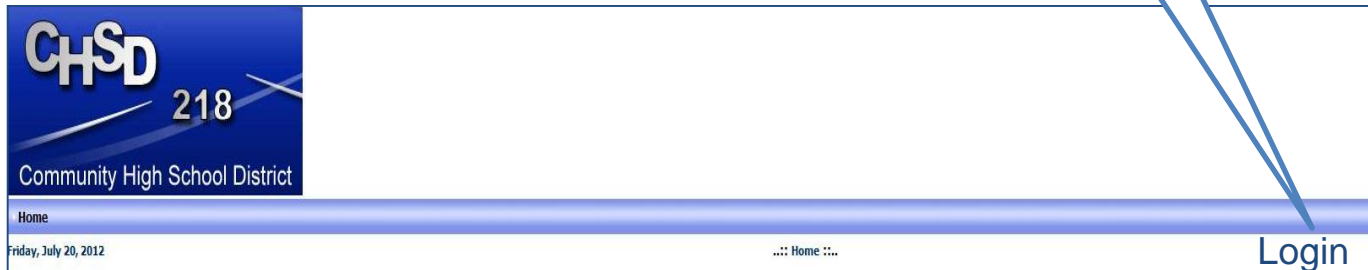 CHSD
218
Community High School District
Home
Friday, July 20, 2012 ..:: Home ::.. Login